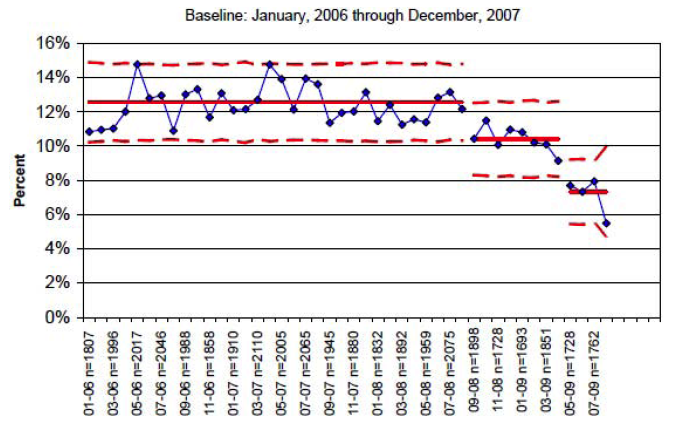 Baseline: January, 2006 through December, 2007
16%
14%
12%
10%
8%
6%
4%
2%
0%
Percent
01-06 n=1807
03-06 n=1996
05-06 n=2017
07-06 n=2046
09-06 n=1988
11-06 n=1858
01-07 n=1910
03-07 n=2110
05-07 n=2005
07-07 n=2065
09-07 n=1945
11-07 n=1880
01-08 n=1832
03-08 n=1892
05-08 n=1959
07-08 n=2075
09-08 n=1898
11-08 n=1728
01-09 n=1693
03-09 n=1851
05-09 n=1728
07-09 n=1762